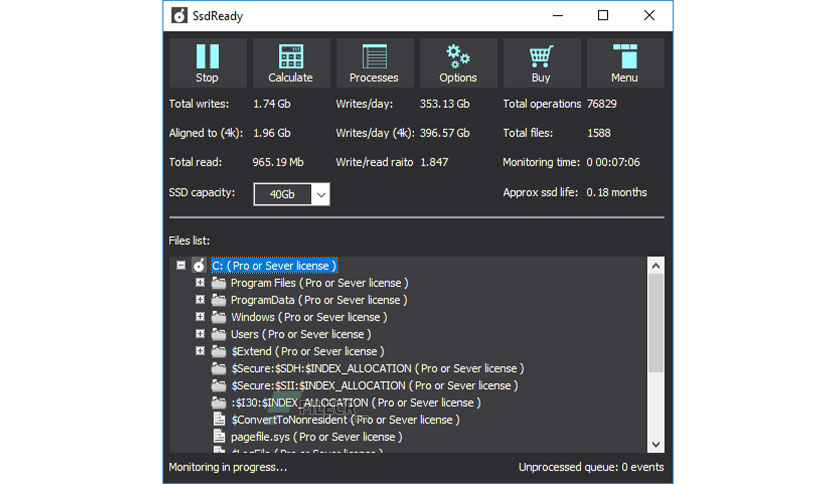 SsdReady
Stop Calculate Processes Options Buy Menu
Total writes: 1.74 Gb Writes/day: 353.13 Gb Total operations 76829
Aligned to (4k): 1.96 Gb Writes/day (4k): 396.57 Gb Total files: 1588
Total read: 965.19 Mb Write/read raito 1.847 Monitoring time: 0 00:07:06
SSD capacity: 40Gb Approx ssd life: 0.18 months
Files list:
C: ( Pro or Sever license )
Program Files ( Pro or Sever license )
ProgramData ( Pro or Sever license )
Windows ( Pro or Sever license )
Users ( Pro or Sever license )
$Extend ( Pro or Sever license )
$Secure:$SDH:$INDEX_ALLOCATION ( Pro or Sever license )
$Secure:$SII:$INDEX_ALLOCATION ( Pro or Sever license )
:$I30:$INDEX_ALLOCATION ( Pro or Sever license )
FILECR
$ConvertToNonresident ( Pro or Sever license )
pagefile.sys ( Pro or Sever license )
$LogFile ( Pro or Sever license )
Monitoring in progress... Unprocessed queue: 0 events